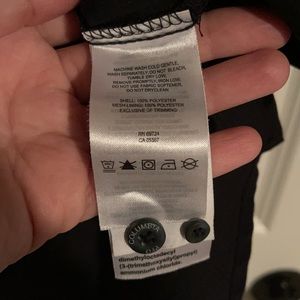 MACHINE WASH COLD GENTLE,
WASH SEPARATELY, DO NOT BLEACH,
TUMBLE DRY LOW,
REMOVE PROMPTLY, IRON LOW,
DO NOT USE FABRIC SOFTENER,
DO NOT DRYCLEAN
SHELL: 100% POLYESTER
MESH LINING: 100% POLYESTER
EXCLUSIVE OF TRIMMING
RN 69724
CA 05367
COLUMBIA
dimethyloctadecyl
(3-(trimethoxysilyl)propyl)
ammonium chloride